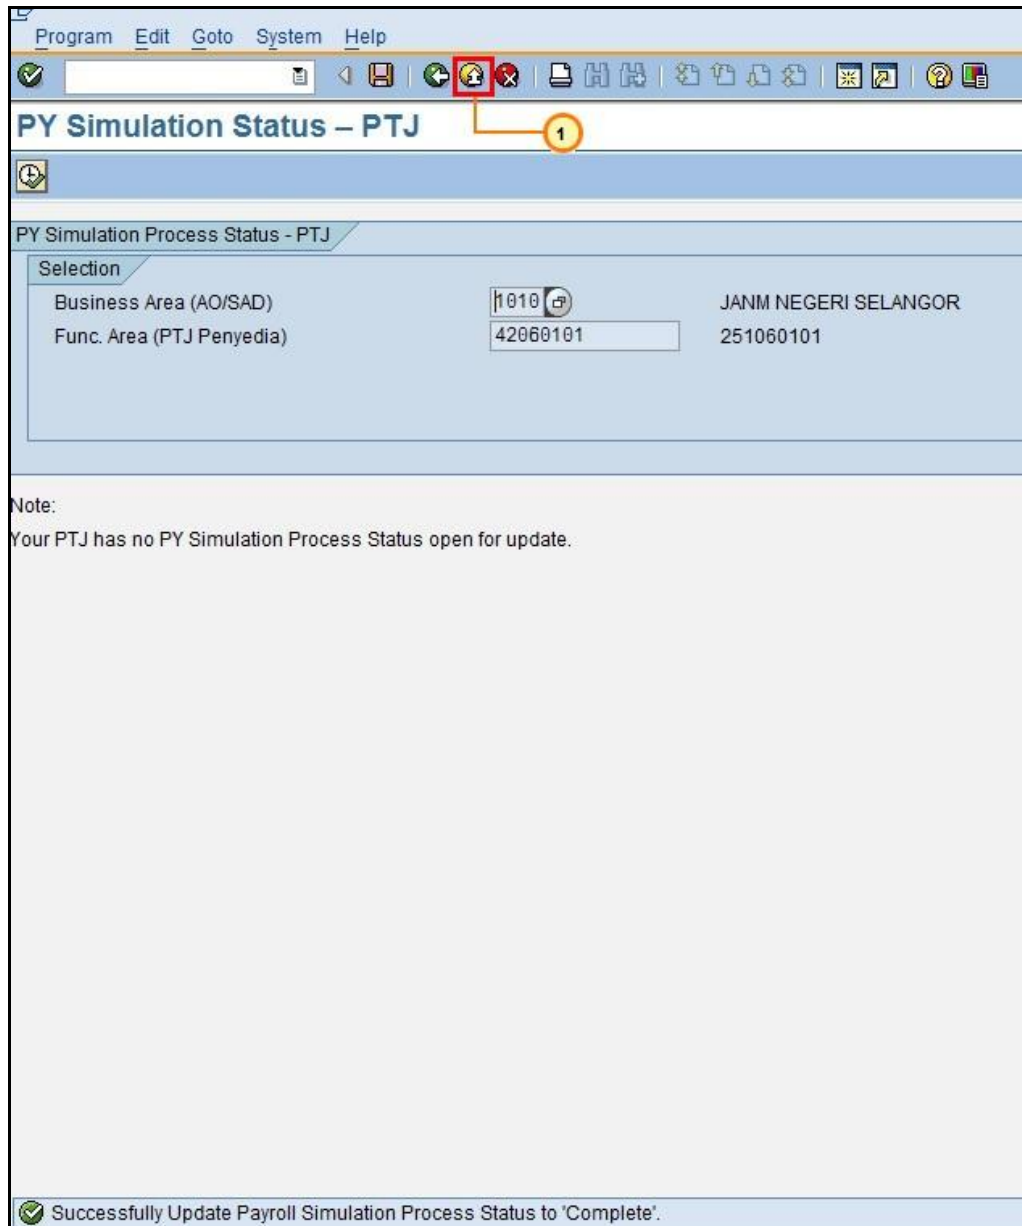 Program Edit Goto System Help
PY Simulation Status – PTJ
1
PY Simulation Process Status - PTJ
Selection
Business Area (AO/SAD) 1010 JANM NEGERI SELANGOR
Func. Area (PTJ Penyedia) 42060101 251060101
Note:
Your PTJ has no PY Simulation Process Status open for update.
Successfully Update Payroll Simulation Process Status to 'Complete'.